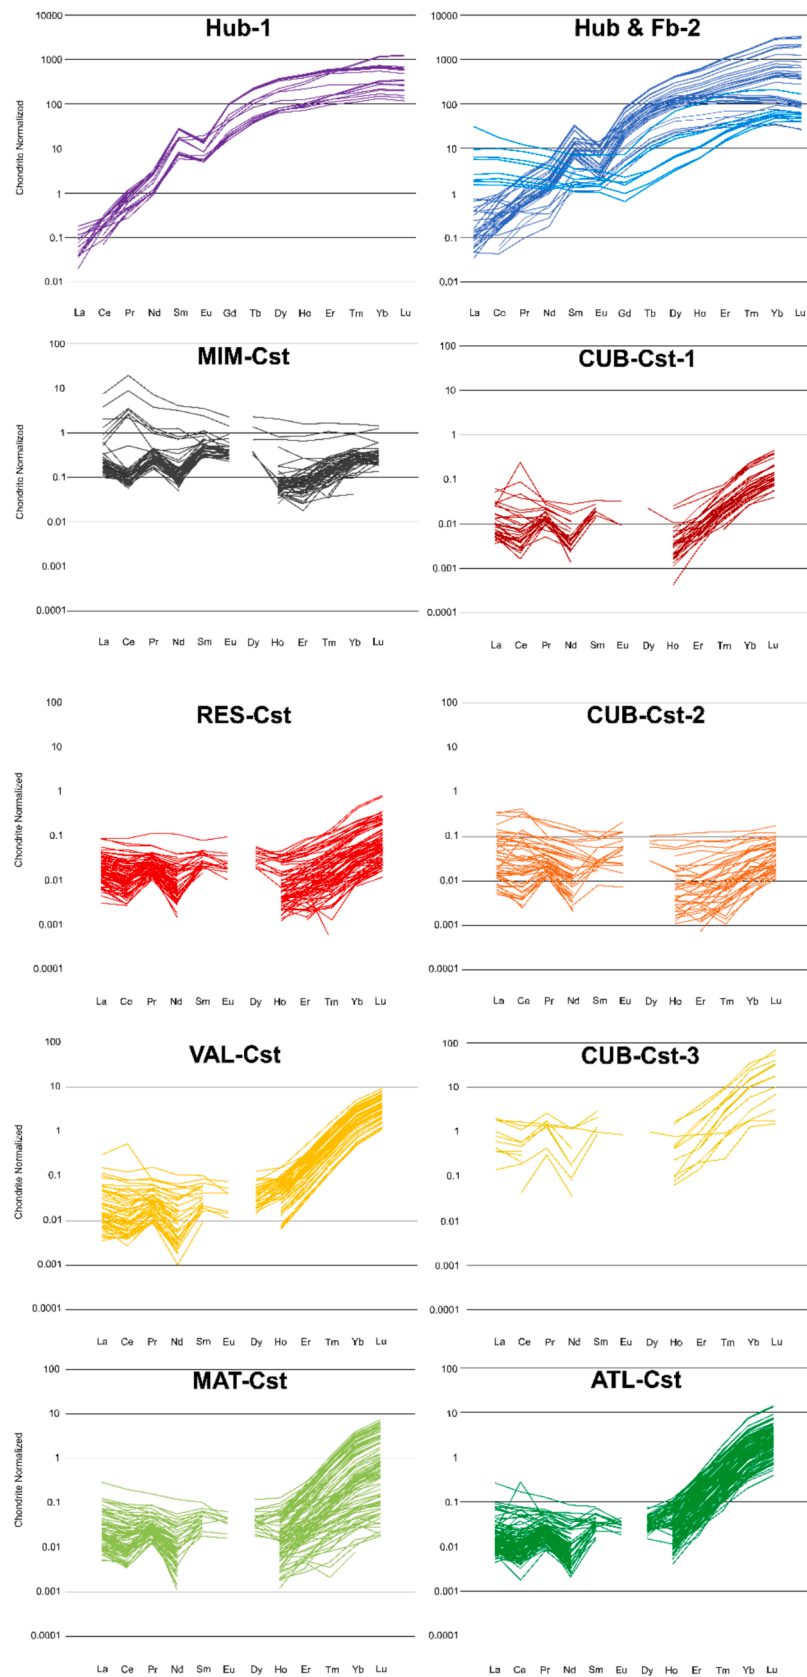 Hub-1
Hub & Fb-2
Chondrite Normalized
10000
1000
100
10
1
0.1
0.01
10000
1000
100
10
1
0.1
0.01
La Ce Pr Nd Sm Eu Gd Tb Dy Ho Er Tm Yb Lu
La Ce Pr Nd Sm Eu Gd Tb Dy Ho Er Tm Yb Lu
MIM-Cst
CUB-Cst-1
Chondrite Normalized
100
10
1
0.1
0.01
0.001
0.0001
100
10
1
0.1
0.01
0.001
0.0001
La Ce Pr Nd Sm Eu Dy Ho Er Tm Yb Lu
La Ce Pr Nd Sm Eu Dy Ho Er Tm Yb Lu
RES-Cst
CUB-Cst-2
Chondrite Normalized
100
10
1
0.1
0.01
0.001
0.0001
100
10
1
0.1
0.01
0.001
0.0001
La Ce Pr Nd Sm Eu Dy Ho Er Tm Yb Lu
La Ce Pr Nd Sm Eu Dy Ho Er Tm Yb Lu
VAL-Cst
CUB-Cst-3
Chondrite Normalized
100
10
1
0.1
0.01
0.001
0.0001
100
10
1
0.1
0.01
0.001
0.0001
La Ce Pr Nd Sm Eu Dy Ho Er Tm Yb Lu
La Ce Pr Nd Sm Eu Dy Ho Er Tm Yb Lu
MAT-Cst
ATL-Cst
Chondrite Normalized
100
10
1
0.1
0.01
0.001
0.0001
100
10
1
0.1
0.01
0.001
0.0001
La Ce Pr Nd Sm Eu Dy Ho Er Tm Yb Lu
La Ce Pr Nd Sm Eu Dy Ho Er Tm Yb Lu